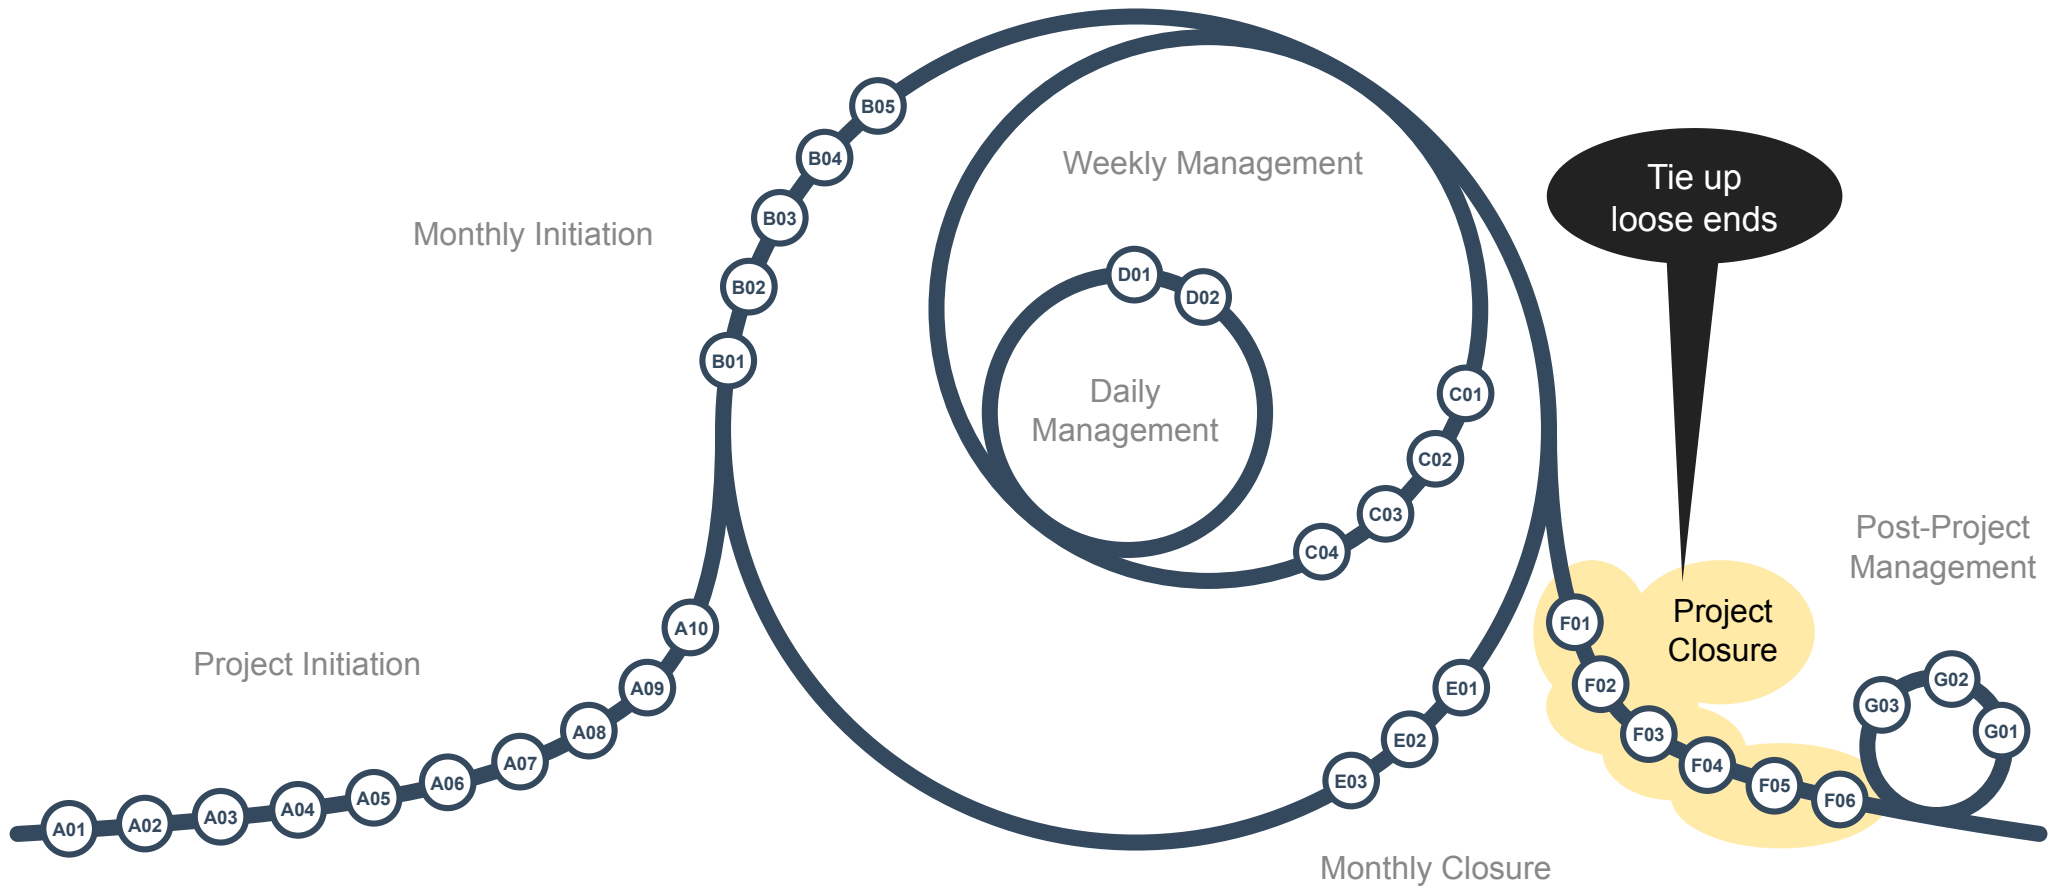 B05
B04
B03
B02
B01
Monthly Initiation
Weekly Management
D01
D02
Daily
Management
C01
C02
C03
C04
Tie up
loose ends
Post-Project
Management
Project
Closure
Project Initiation
A01
A02
A03
A04
A05
A06
A07
A08
A09
A10
E01
E02
E03
Monthly Closure
F01
F02
F03
F04
F05
F06
G03
G02
G01